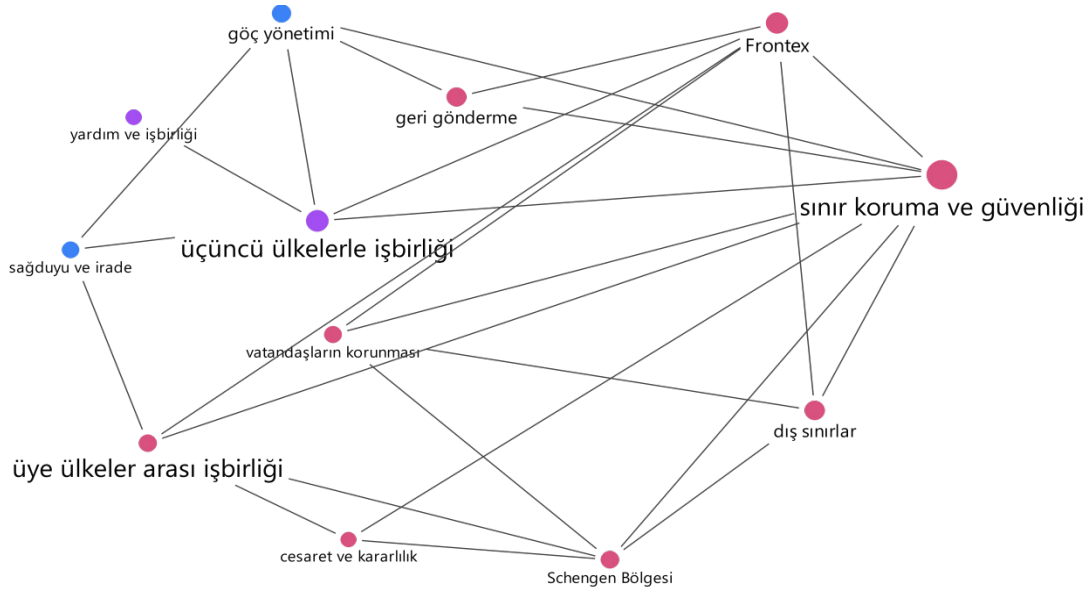 göç yönetimi
Frontex
geri gönderme
yardım ve işbirliği
sınır koruma ve güvenliği
üçüncü ülkelerle işbirliği
sağduyu ve irade
vatandaşların korunması
dış sınırlar
üye ülkeler arası işbirliği
cesaret ve kararlılık
Schengen Bölgesi